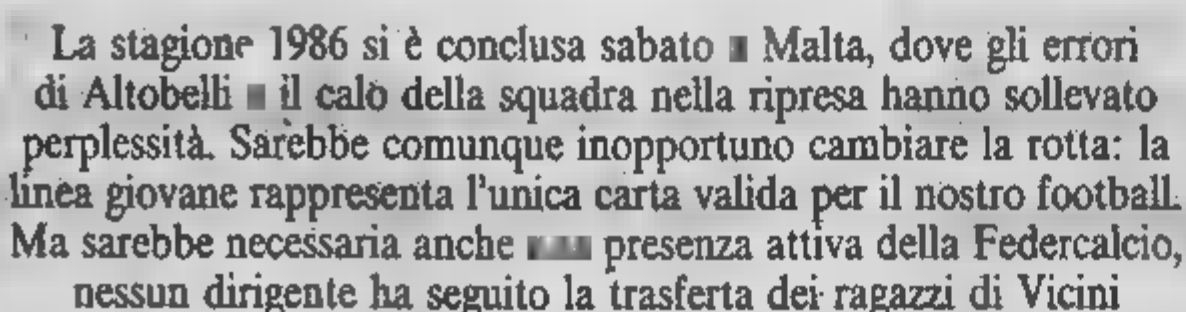 La stagione 1986 si è conclusa sabato Malta, dove gli errori
di Altobelli il calo della squadra nella ripresa hanno sollevato
perplessità. Sarebbe comunque inopportuno cambiare la rotta: la
linea giovane rappresenta l'unica carta valida per il nostro football.
Ma sarebbe necessaria anche presenza attiva della Federcalcio,
nessun dirigente ha seguito la trasferta dei ragazzi di Vicini